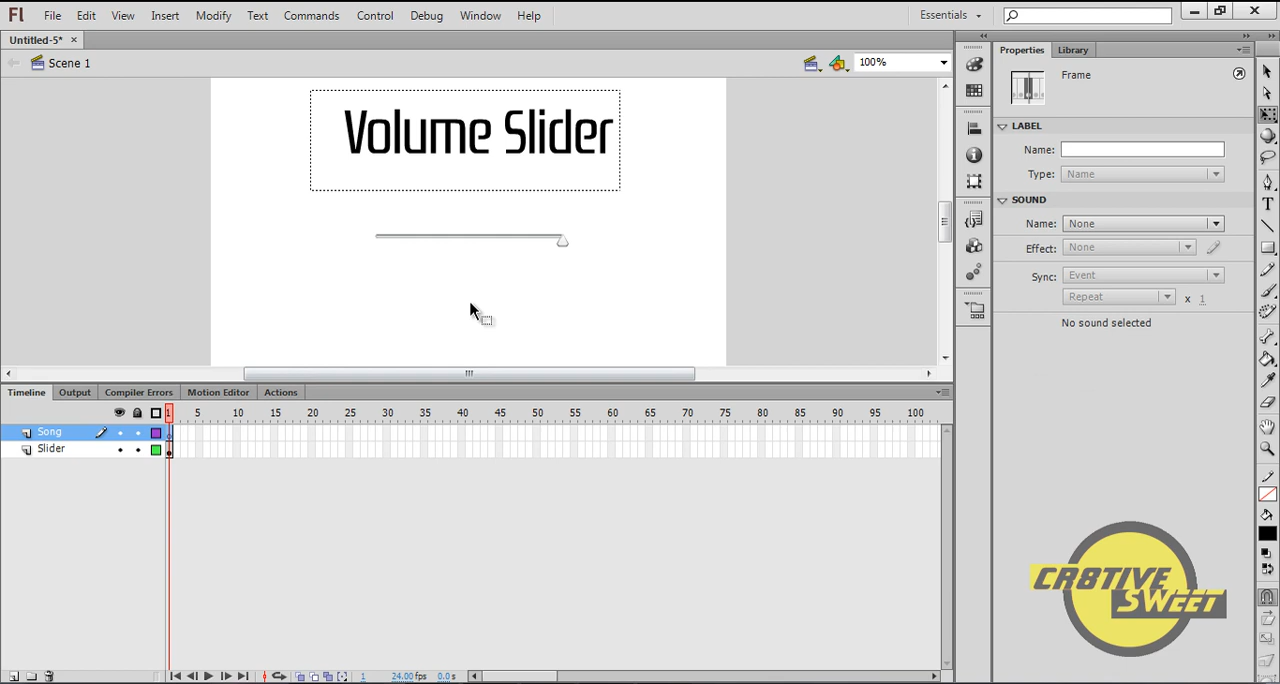 Fl File Edit View Insert Modify Text Commands Control Debug Window Help Essentials
Untitled-5*
Scene 1 100%
Properties Library
Frame
LABEL
Name:
Type: Name
SOUND
Name: None
Effect: None
Sync: Event
Repeat x 1
No sound selected
Volume Slider
Timeline Output Compiler Errors Motion Editor Actions
1 5 10 15 20 25 30 35 40 45 50 55 60 65 70 75 80 85 90 95 100
Song
Slider
1 24.00 fps 0.0 s
CR8TIVE
SWEET